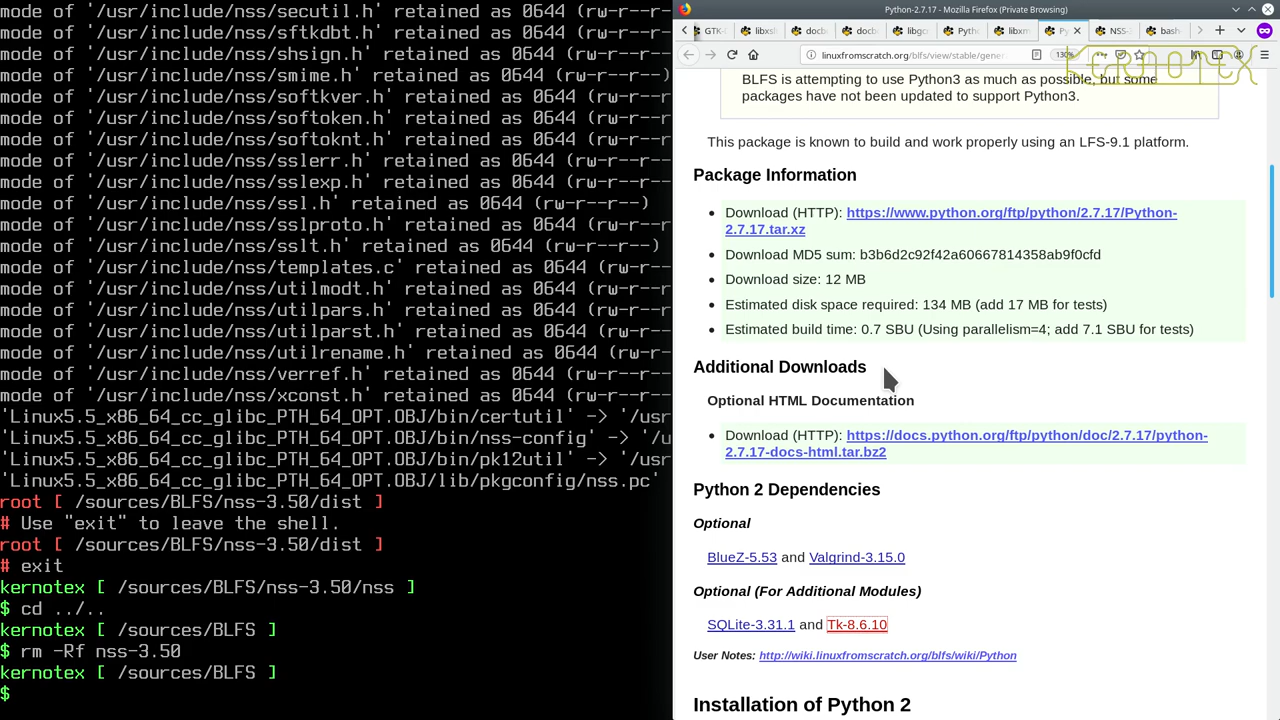 mode of '/usr/include/nss/secutil.h' retained as 0644 (rw-r--r--)
mode of '/usr/include/nss/sftkdbt.h' retained as 0644 (rw-r--r--)
mode of '/usr/include/nss/shsign.h' retained as 0644 (rw-r--r--)
mode of '/usr/include/nss/smime.h' retained as 0644 (rw-r--r--)
mode of '/usr/include/nss/softkver.h' retained as 0644 (rw-r--r-
mode of '/usr/include/nss/softoken.h' retained as 0644 (rw-r--r-
mode of '/usr/include/nss/softoknt.h' retained as 0644 (rw-r--r-
mode of '/usr/include/nss/sslerr.h' retained as 0644 (rw-r--r--)
mode of '/usr/include/nss/sslexp.h' retained as 0644 (rw-r--r--)
mode of '/usr/include/nss/ssl.h' retained as 0644 (rw-r--r--)
mode of '/usr/include/nss/sslproto.h' retained as 0644 (rw-r--r-
mode of '/usr/include/nss/sslt.h' retained as 0644 (rw-r--r--)
mode of '/usr/include/nss/templates.c' retained as 0644 (rw-r--r
mode of '/usr/include/nss/utilmodt.h' retained as 0644 (rw-r--r-
mode of '/usr/include/nss/utilpars.h' retained as 0644 (rw-r--r-
mode of '/usr/include/nss/utilparst.h' retained as 0644 (rw-r--r
mode of '/usr/include/nss/utilrename.h' retained as 0644 (rw-r--
mode of '/usr/include/nss/verref.h' retained as 0644 (rw-r--r--)
mode of '/usr/include/nss/xconst.h' retained as 0644 (rw-r--r--)
'Linux5.5_x86_64_cc_glibc_PTH_64_OPT.OBJ/bin/certutil' -> '/usr
'Linux5.5_x86_64_cc_glibc_PTH_64_OPT.OBJ/bin/nss-config' -> '/u
'Linux5.5_x86_64_cc_glibc_PTH_64_OPT.OBJ/bin/pk12util' -> '/usr
'Linux5.5_x86_64_cc_glibc_PTH_64_OPT.OBJ/lib/pkgconfig/nss.pc'
root [ /sources/BLFS/nss-3.50/dist ]
# Use "exit" to leave the shell.
root [ /sources/BLFS/nss-3.50/dist ]
# exit
kernotex [ /sources/BLFS/nss-3.50/nss ]
$ cd ../..
kernotex [ /sources/BLFS ]
$ rm -Rf nss-3.50
kernotex [ /sources/BLFS ]
$
Python-2.7.17 - Mozilla Firefox (Private Browsing)
GTK- libxsl docbo docbo libgc Pytho libxm Py NSS- bash
linuxfromscratch.org/blfs/view/stable/gene 130%
KERNOTEX
BLFS is attempting to use Python3 as much as possible, but some
packages have not been updated to support Python3.
This package is known to build and work properly using an LFS-9.1 platform.
Package Information
• Download (HTTP): https://www.python.org/ftp/python/2.7.17/Python-
2.7.17.tar.xz
• Download MD5 sum: b3b6d2c92f42a60667814358ab9f0cfd
• Download size: 12 MB
• Estimated disk space required: 134 MB (add 17 MB for tests)
• Estimated build time: 0.7 SBU (Using parallelism=4; add 7.1 SBU for tests)
Additional Downloads
Optional HTML Documentation
• Download (HTTP): https://docs.python.org/ftp/python/doc/2.7.17/python-
2.7.17-docs-html.tar.bz2
Python 2 Dependencies
Optional
BlueZ-5.53 and Valgrind-3.15.0
Optional (For Additional Modules)
SQLite-3.31.1 and Tk-8.6.10
User Notes: http://wiki.linuxfromscratch.org/blfs/wiki/Python
Installation of Python 2